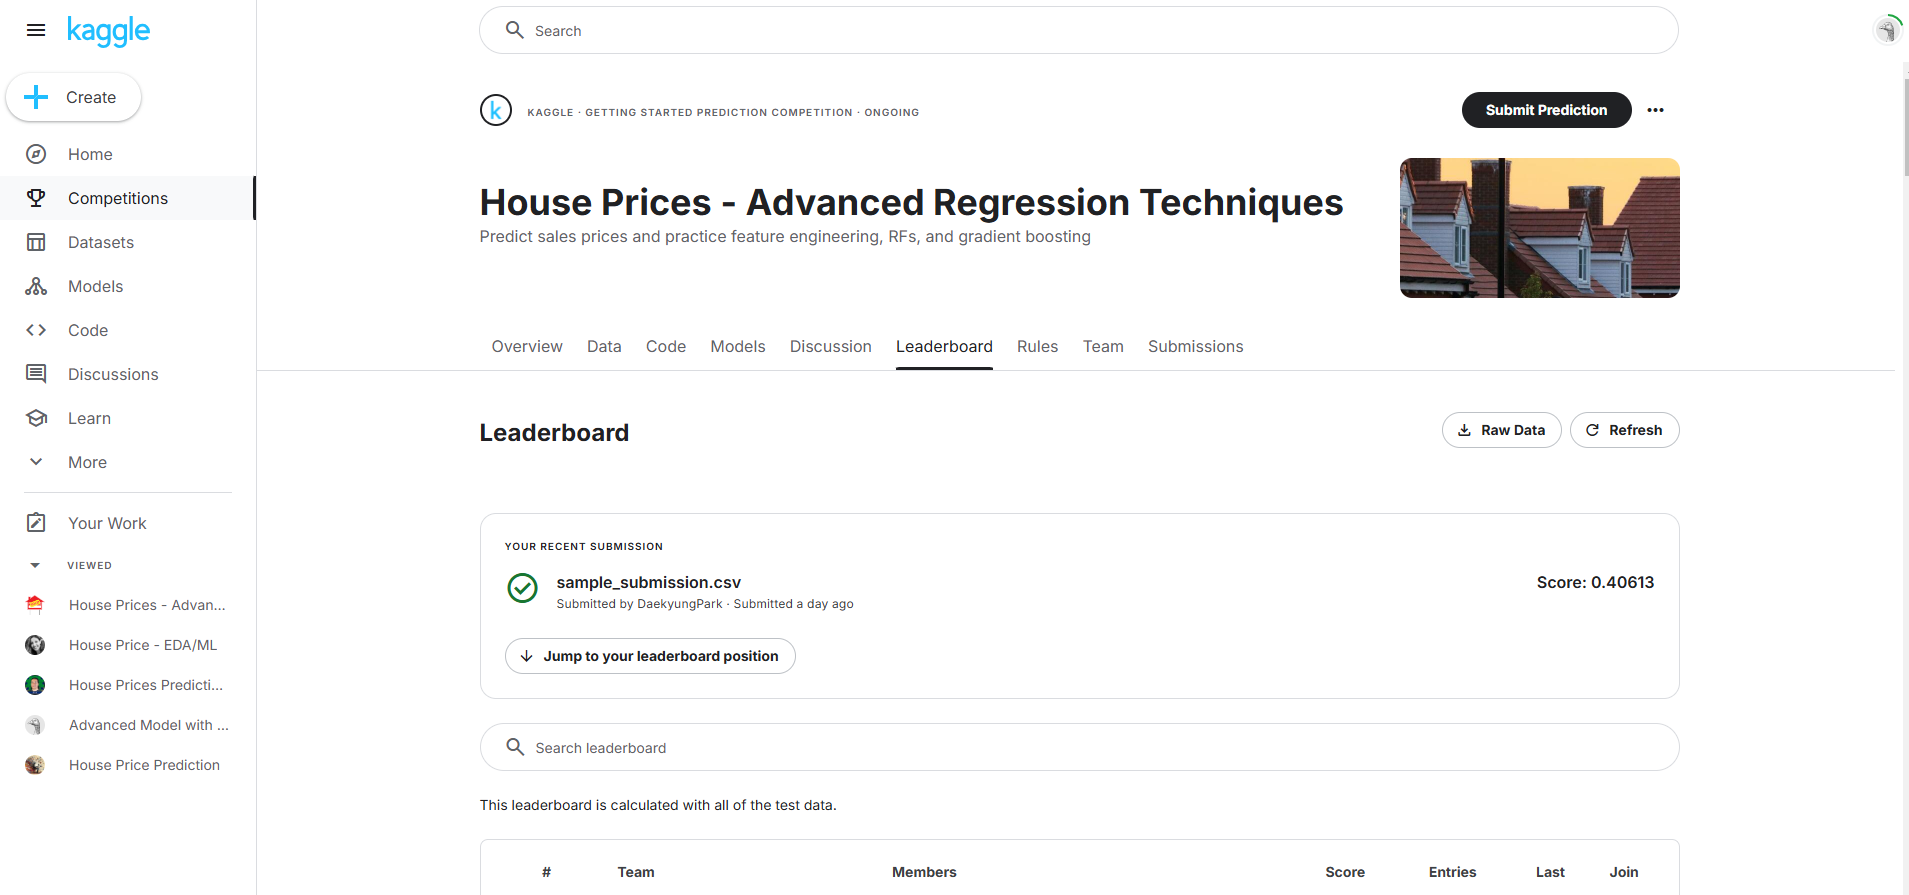 kaggle
Create
Home
Competitions
Datasets
Models
Code
Discussions
Learn
More
Your Work
VIEWED
House Prices - Advan...
House Price - EDA/ML
House Prices Predicti...
Advanced Model with ...
House Price Prediction
Search
k
KAGGLE · GETTING STARTED PREDICTION COMPETITION · ONGOING
Submit Prediction
House Prices - Advanced Regression Techniques
Predict sales prices and practice feature engineering, RFs, and gradient boosting
Overview Data Code Models Discussion Leaderboard Rules Team Submissions
Leaderboard
Raw Data Refresh
YOUR RECENT SUBMISSION
sample_submission.csv
Submitted by DaekyungPark · Submitted a day ago
Score: 0.40613
Jump to your leaderboard position
Search leaderboard
This leaderboard is calculated with all of the test data.
# Team Members Score Entries Last Join